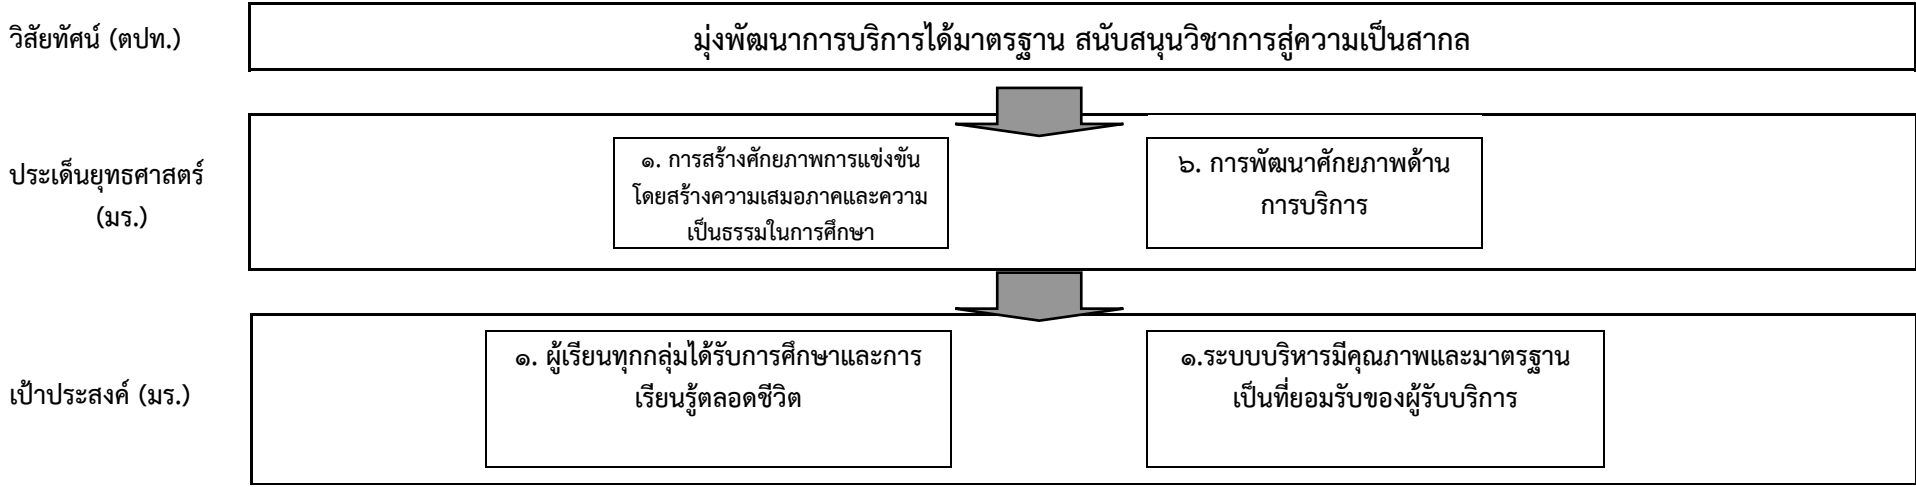 วิสัยทัศน์ (ตปท.)
มุ่งพัฒนาการบริการได้มาตรฐาน สนับสนุนวิชาการสู่ความเป็นสากล
ประเด็นยุทธศาสตร์
(มร.)
๑. การสร้างศักยภาพการแข่งขัน
โดยสร้างความเสมอภาคและความ
เป็นธรรมในการศึกษา
๖. การพัฒนาศักยภาพด้าน
การบริการ
เป้าประสงค์ (มร.)
๑. ผู้เรียนทุกกลุ่มได้รับการศึกษาและการ
เรียนรู้ตลอดชีวิต
๑.ระบบบริหารมีคุณภาพและมาตรฐาน
เป็นที่ยอมรับของผู้รับบริการ